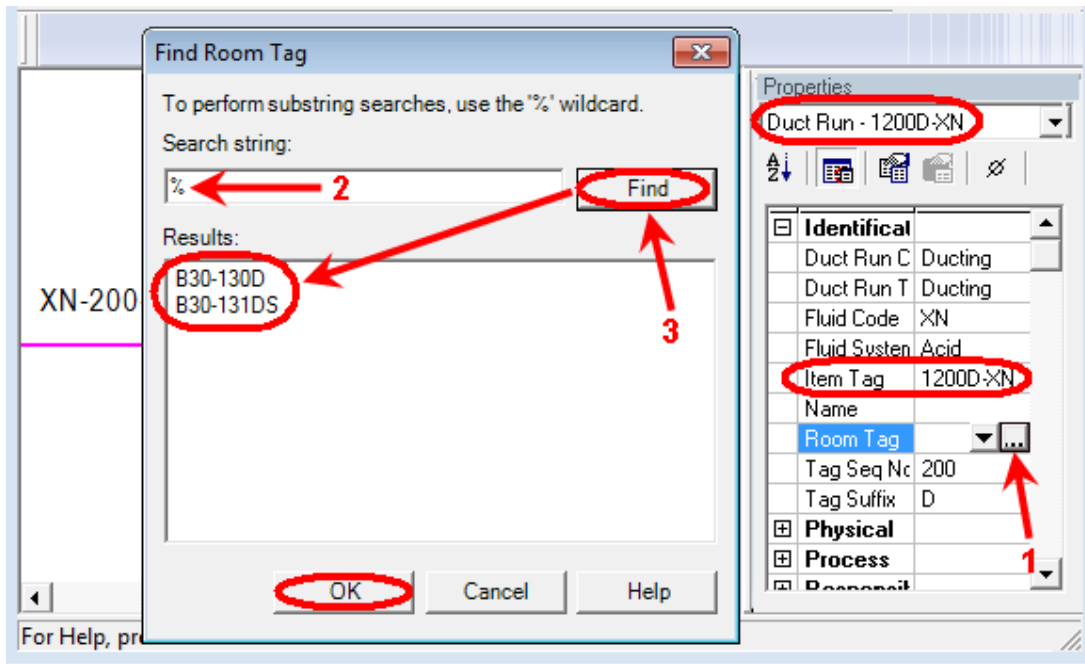 Find Room Tag
To perform substring searches, use the '%' wildcard.
Search string:
%
2
Find
Results:
B30-130D
B30-131DS
3
OK
Cancel
Help
XN-200
For Help, pr
Properties
Duct Run - 1200D-XN
Identificat
Duct Run C Ducting
Duct Run T Ducting
Fluid Code XN
Fluid System Acid
Item Tag 1200D-XN
Name
Room Tag ...
Tag Seq Nc 200
Tag Suffix D
Physical
Process
1